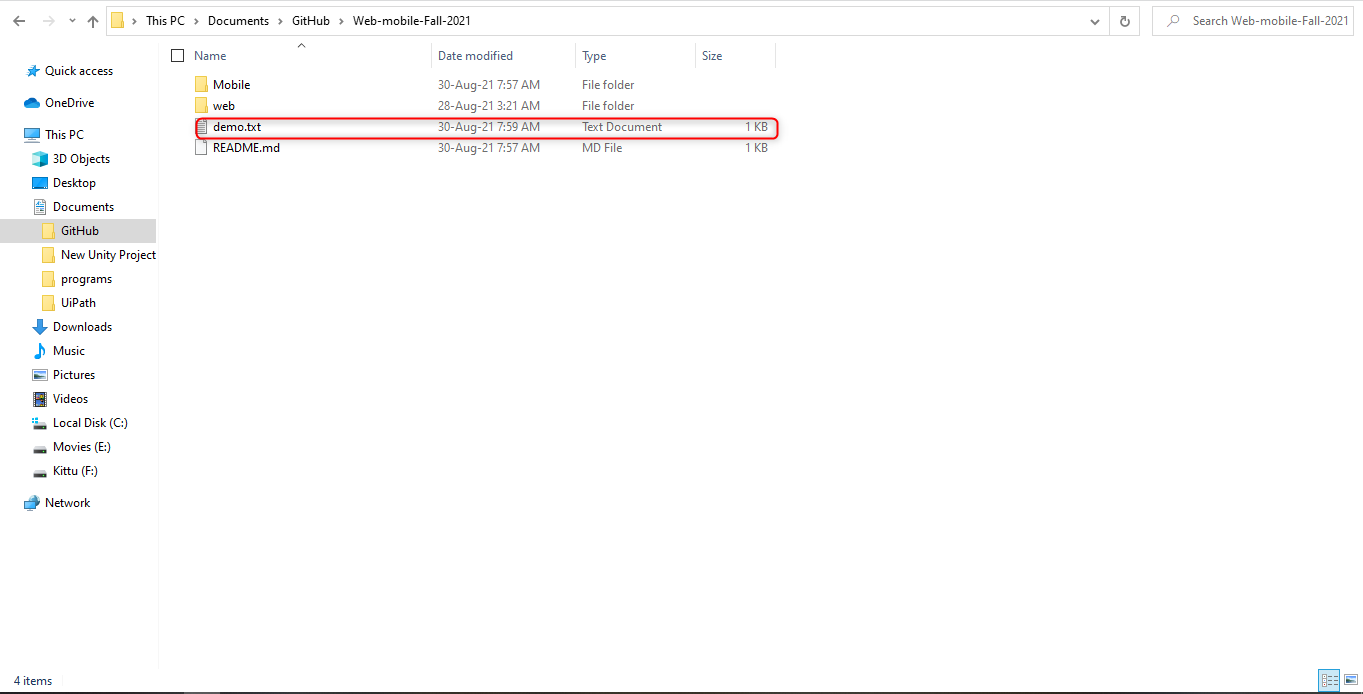 This PC > Documents > GitHub > Web-mobile-Fall-2021
Search Web-mobile-Fall-2021
Name Date modified Type Size
Mobile 30-Aug-21 7:57 AM File folder
web 28-Aug-21 3:21 AM File folder
demo.txt 30-Aug-21 7:59 AM Text Document 1 KB
README.md 30-Aug-21 7:57 AM MD File 1 KB
Quick access
OneDrive
This PC
3D Objects
Desktop
Documents
GitHub
New Unity Project
programs
UiPath
Downloads
Music
Pictures
Videos
Local Disk (C:)
Movies (E:)
Kittu (F:)
Network
4 items